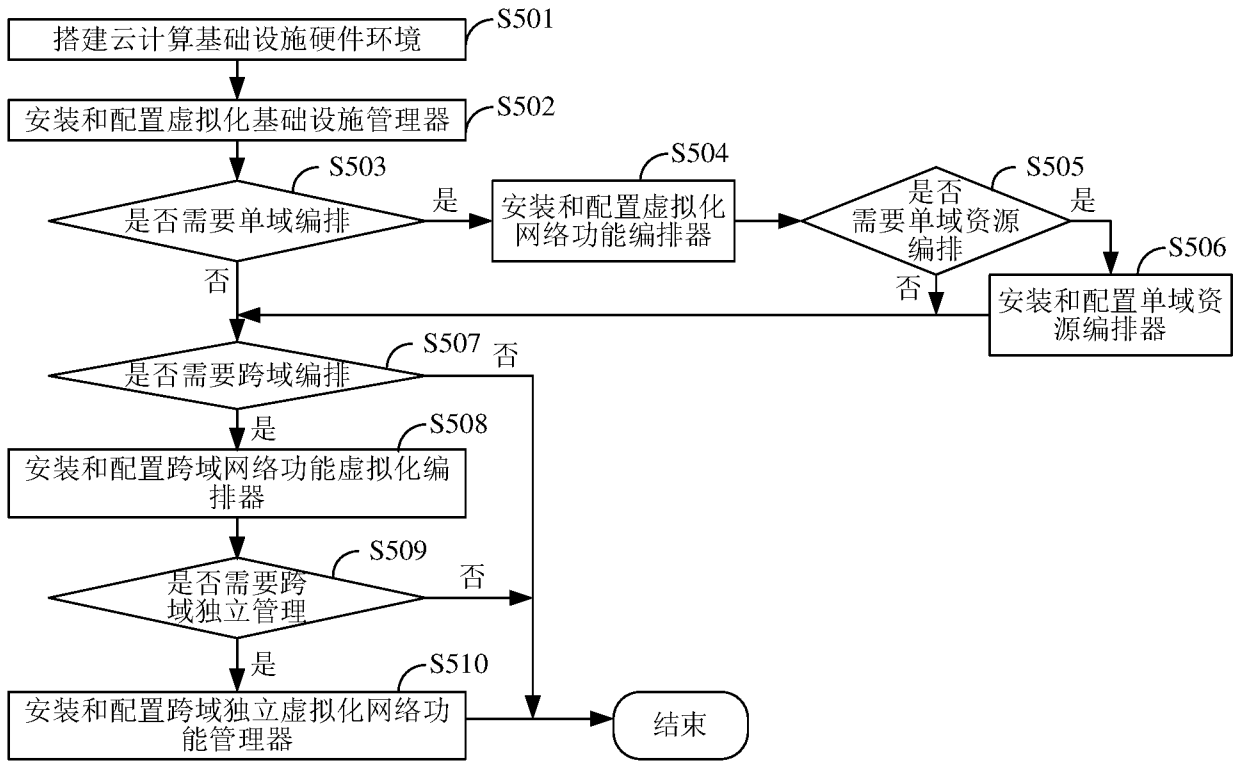 S501
搭建云计算基础设施硬件环境
S502
安装和配置虚拟化基础设施管理器
S503
是否需要单域编排
是
否
S504
安装和配置虚拟化
网络功能编排器
S505
是否
需要单域资源
编排
是
否
S506
安装和配置单域资
源编排器
S507
是否需要跨域编排
否
是
S508
安装和配置跨域网络功能虚拟化编
排器
S509
是否需要跨
域独立管理
否
是
S510
安装和配置跨域独立虚拟化网络功
能管理器
结束